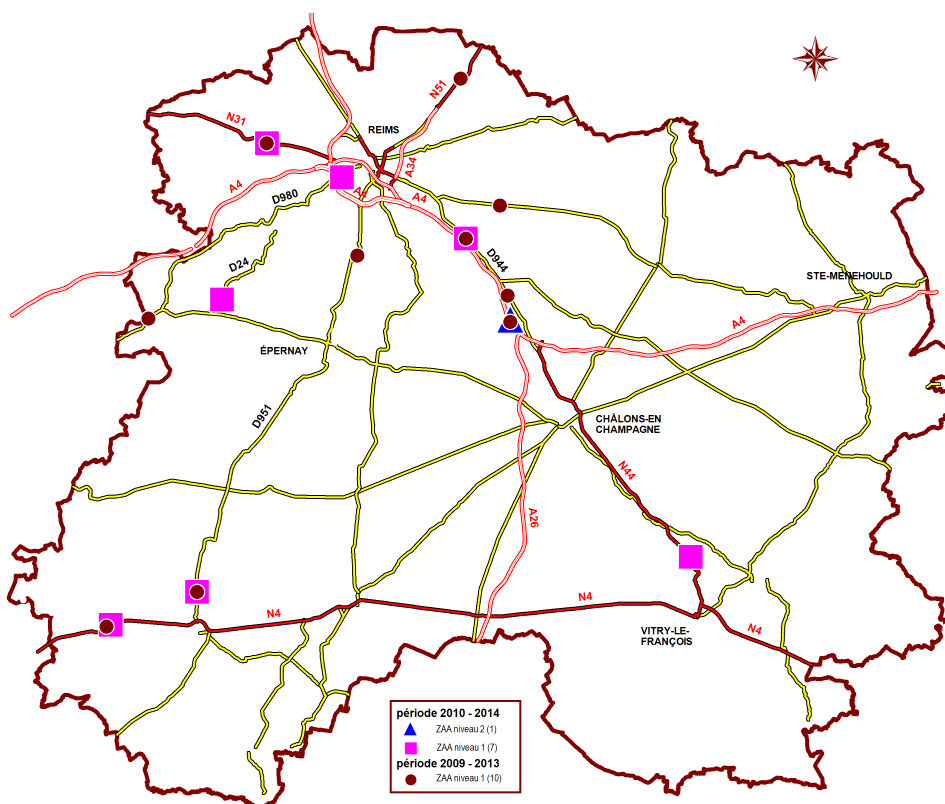 N51
N31
REIMS
A34
A4
A4
A4
D980
D944
D24
STE-MENEHOULD
A4
ÉPERNAY
D951
CHÂLONS-EN
CHAMPAGNE
N44
A26
N4
N4
N4
VITRY-LE-
FRANÇOIS
période 2010 - 2014
ZAA niveau 2 (1)
ZAA niveau 1 (7)
période 2009 - 2013
ZAA niveau 1 (10)